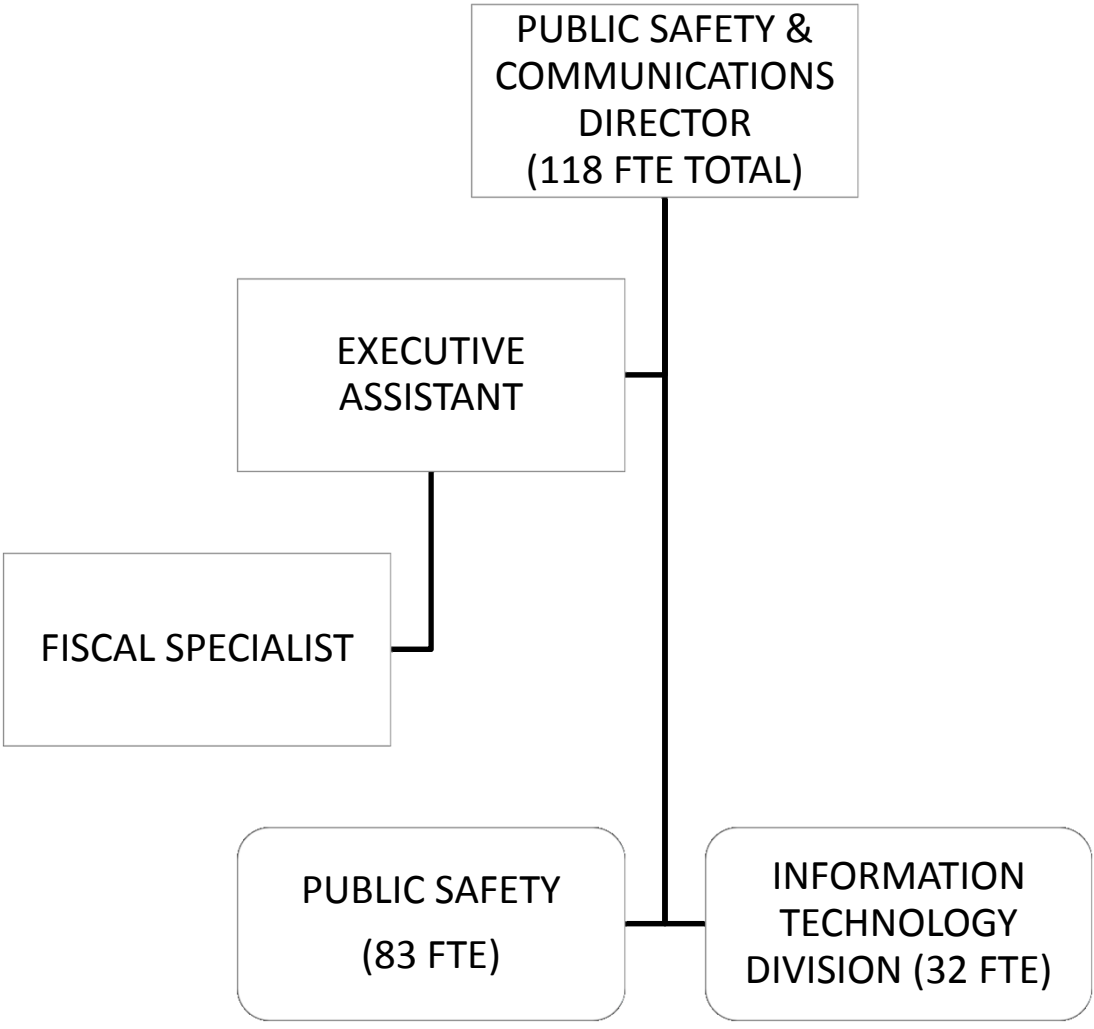 PUBLIC SAFETY &
COMMUNICATIONS
DIRECTOR
(118 FTE TOTAL)
EXECUTIVE
ASSISTANT
FISCAL SPECIALIST
PUBLIC SAFETY
(83 FTE)
INFORMATION
TECHNOLOGY
DIVISION (32 FTE)